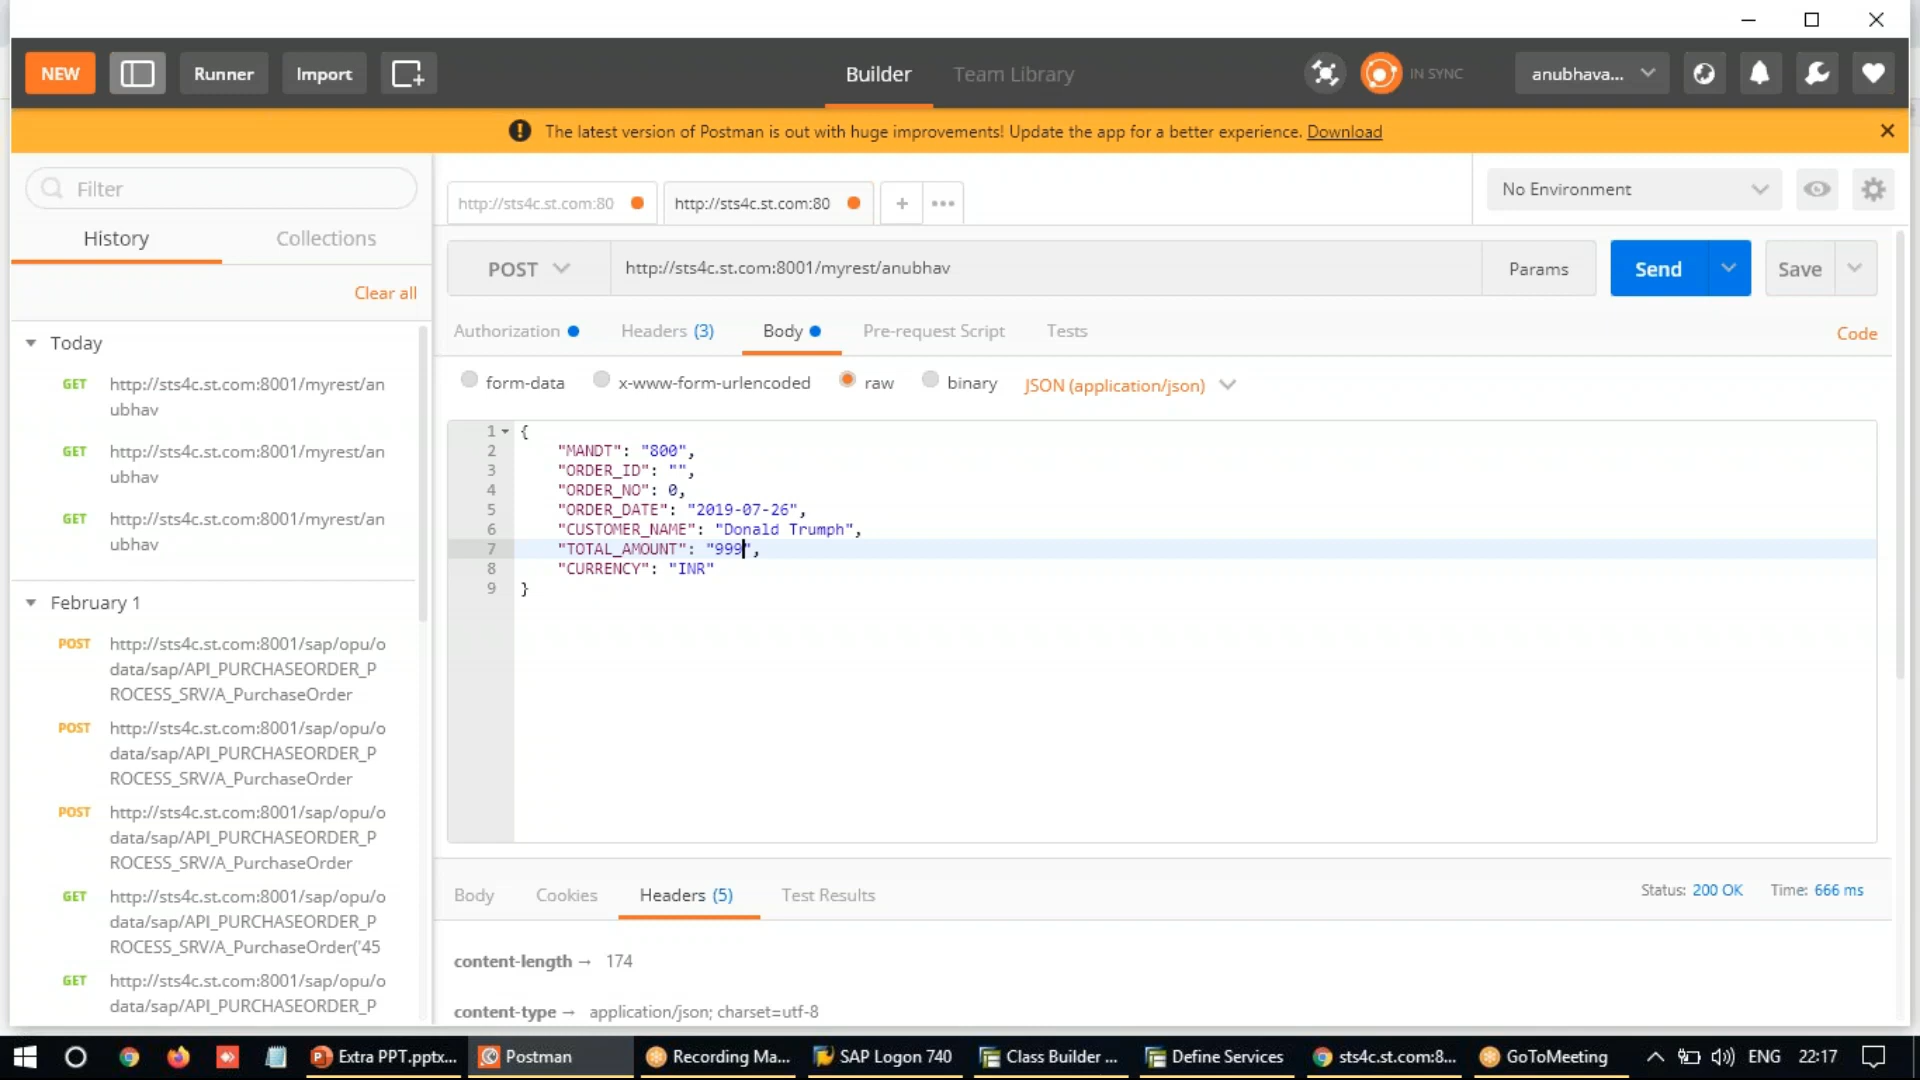 NEW
Runner
Import
Builder
Team Library
IN SYNC
anubhava...
The latest version of Postman is out with huge improvements! Update the app for a better experience. Download
Filter
History
Collections
Clear all
Today
GET http://sts4c.st.com:8001/myrest/an
ubhav
GET http://sts4c.st.com:8001/myrest/an
ubhav
GET http://sts4c.st.com:8001/myrest/an
ubhav
February 1
POST http://sts4c.st.com:8001/sap/opu/o
data/sap/API_PURCHASEORDER_P
ROCESS_SRV/A_PurchaseOrder
POST http://sts4c.st.com:8001/sap/opu/o
data/sap/API_PURCHASEORDER_P
ROCESS_SRV/A_PurchaseOrder
POST http://sts4c.st.com:8001/sap/opu/o
data/sap/API_PURCHASEORDER_P
ROCESS_SRV/A_PurchaseOrder
GET http://sts4c.st.com:8001/sap/opu/o
data/sap/API_PURCHASEORDER_P
ROCESS_SRV/A_PurchaseOrder('45
GET http://sts4c.st.com:8001/sap/opu/o
data/sap/API_PURCHASEORDER_P
http://sts4c.st.com:80
http://sts4c.st.com:80
+
•••
No Environment
POST
http://sts4c.st.com:8001/myrest/anubhav
Params
Send
Save
Authorization
Headers (3)
Body
Pre-request Script
Tests
Code
form-data
x-www-form-urlencoded
raw
binary
JSON (application/json)
1 {
2 "MANDT": "800",
3 "ORDER_ID": "",
4 "ORDER_NO": 0,
5 "ORDER_DATE": "2019-07-26",
6 "CUSTOMER_NAME": "Donald Trumph",
7 "TOTAL_AMOUNT": "999",
8 "CURRENCY": "INR"
9 }
Body
Cookies
Headers (5)
Test Results
Status: 200 OK
Time: 666 ms
content-length → 174
content-type → application/json; charset=utf-8
Extra PPT.pptx...
Postman
Recording Ma...
SAP Logon 740
Class Builder ...
Define Services
sts4c.st.com:8...
GoToMeeting
ENG
22:17